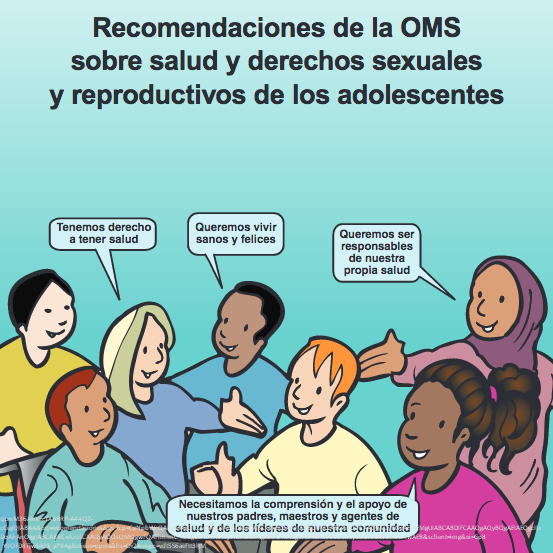 Recomendaciones de la OMS
sobre salud y derechos sexuales
y reproductivos de los adolescentes
Tenemos derecho
a tener salud
Queremos vivir
sanos y felices
Queremos ser
responsables
de nuestra
propia salud
Necesitamos la comprensión y el apoyo de
nuestros padres, maestros y agentes de
salud y de los líderes de nuestra comunidad